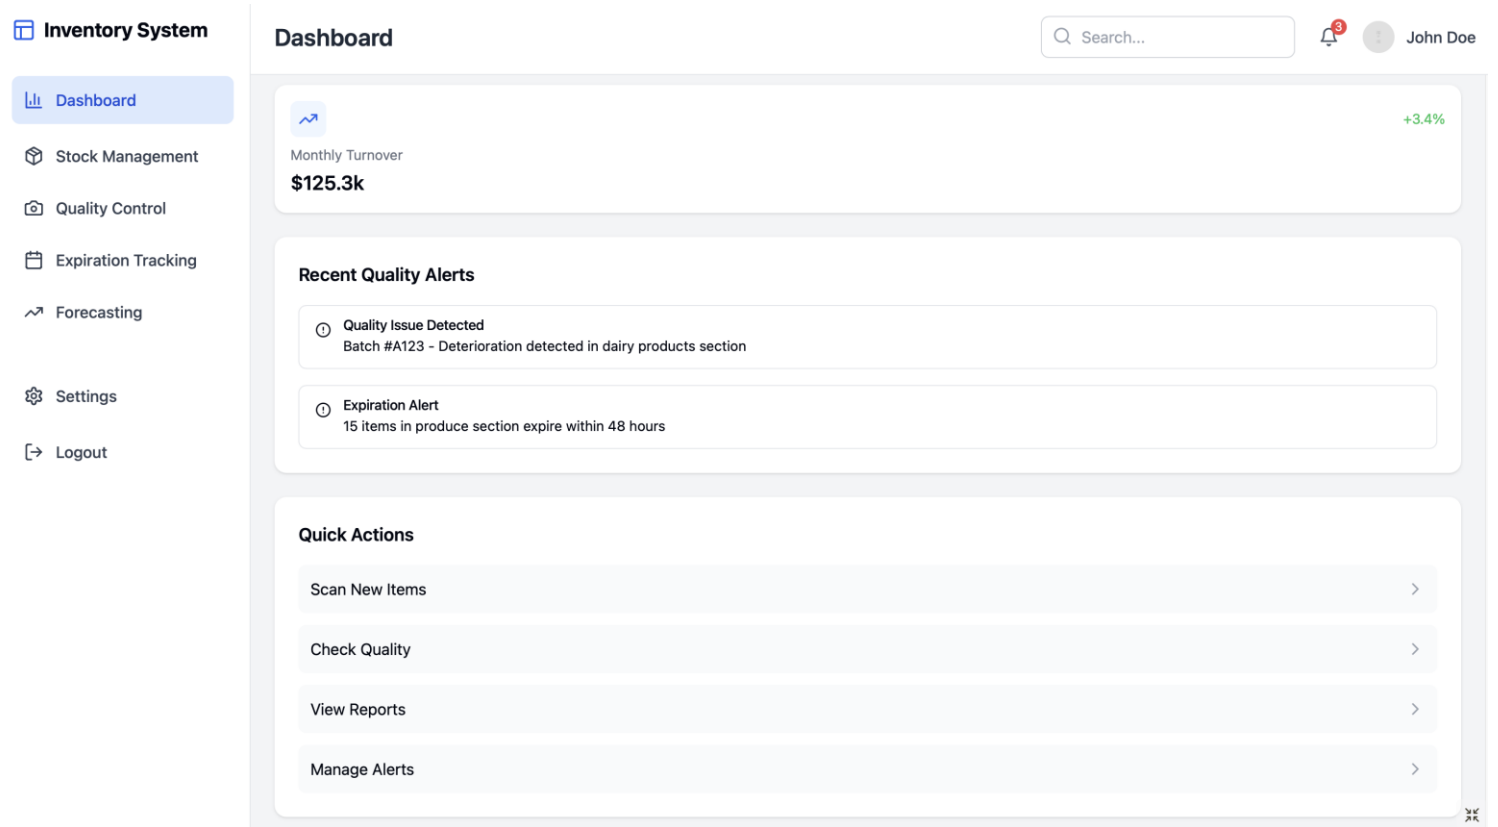 Inventory System
Dashboard
Stock Management
Quality Control
Expiration Tracking
Forecasting
Settings
Logout
Dashboard
Search...
3
John Doe
+3.4%
Monthly Turnover
$125.3k
Recent Quality Alerts
Quality Issue Detected
Batch #A123 - Deterioration detected in dairy products section
Expiration Alert
15 items in produce section expire within 48 hours
Quick Actions
Scan New Items
Check Quality
View Reports
Manage Alerts